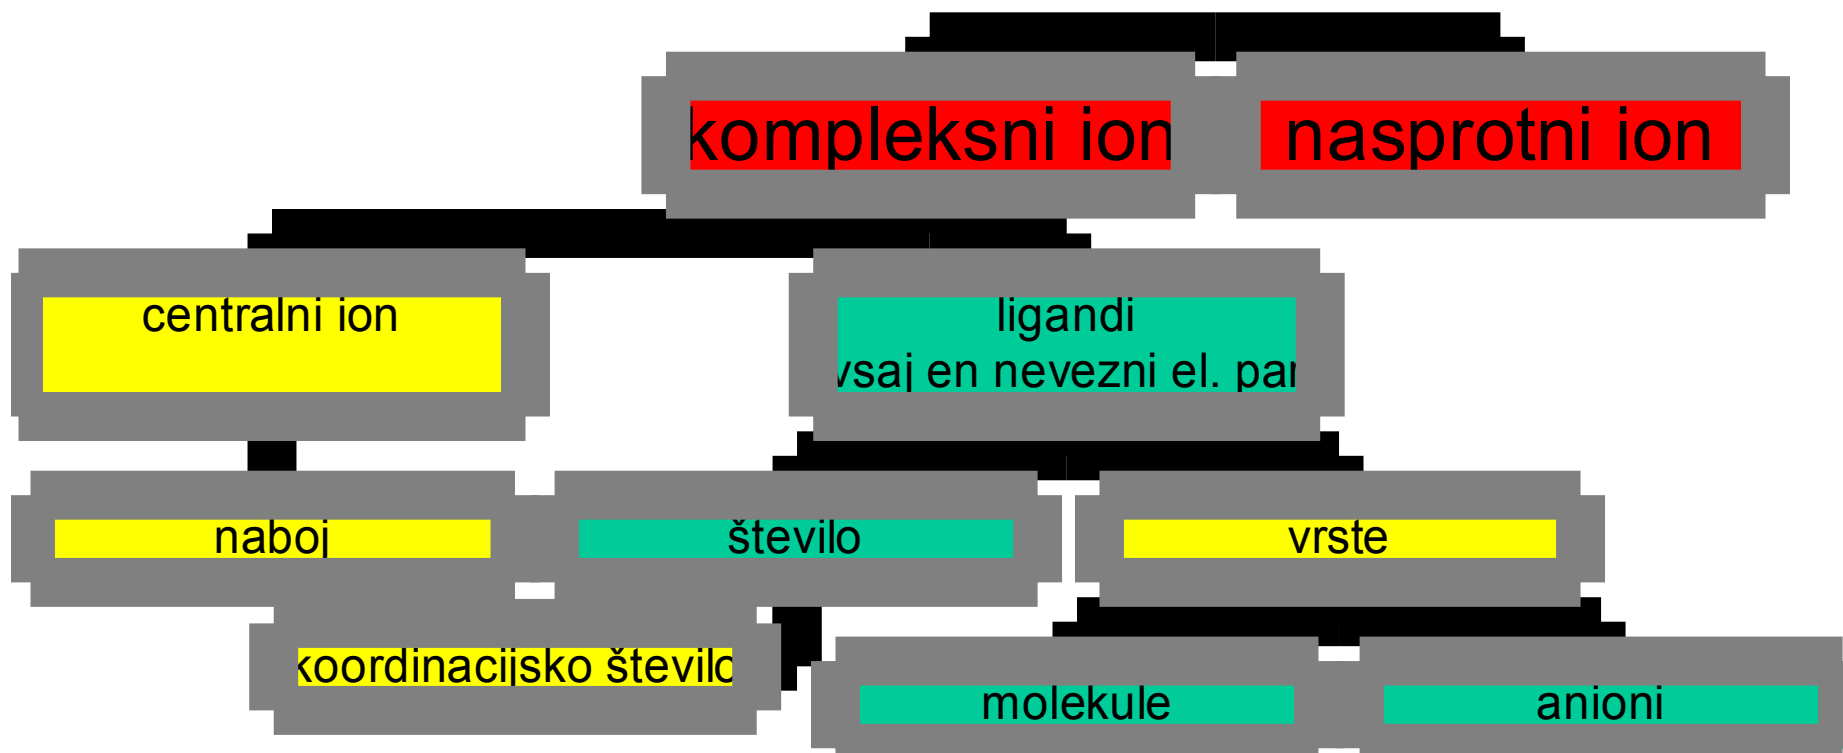 kompleksni ion
nasprotni ion
centralni ion
ligandi
vsaj en nevezni el. par
naboj
število
vrste
koordinacijsko število
molekule
anioni